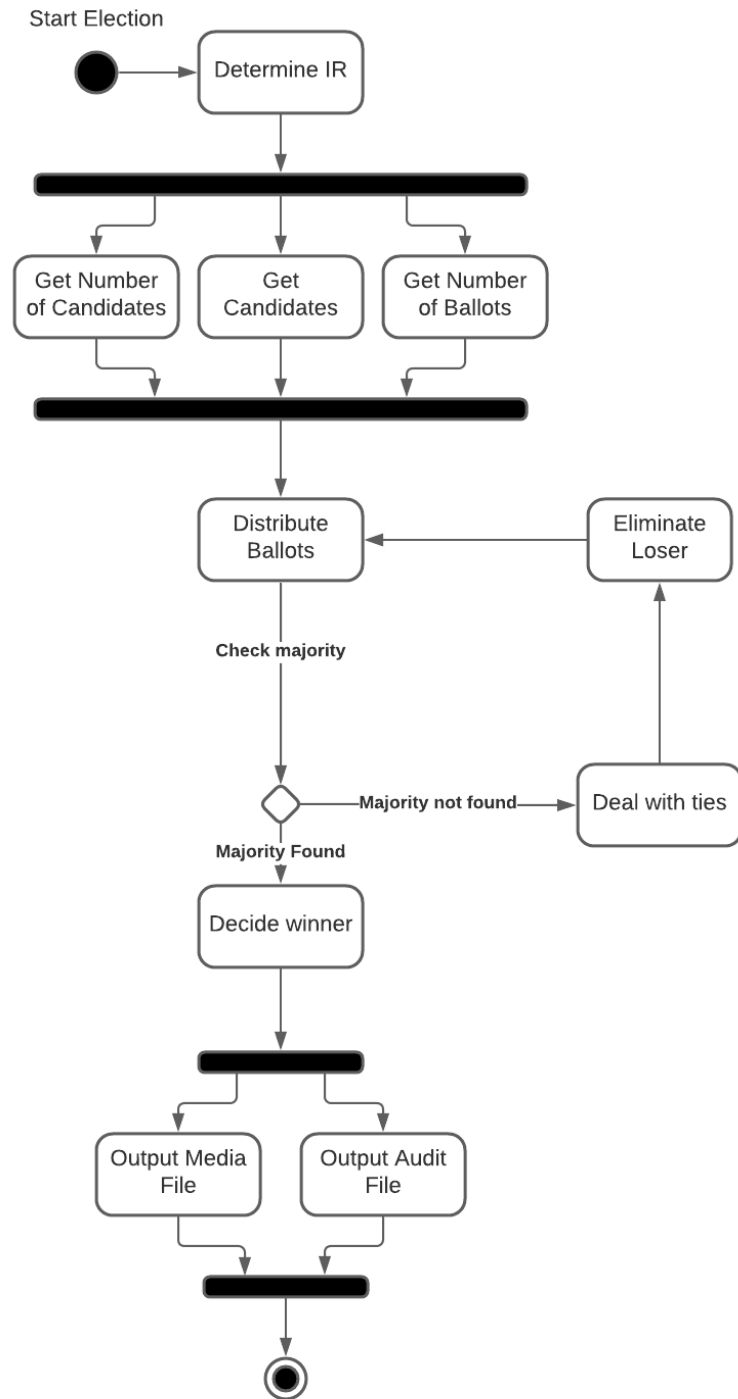 Start Election
Determine IR
Get Number
of Candidates
Get
Candidates
Get Number
of Ballots
Distribute
Ballots
Eliminate
Loser
Check majority
Majority not found
Deal with ties
Majority Found
Decide winner
Output Media
File
Output Audit
File